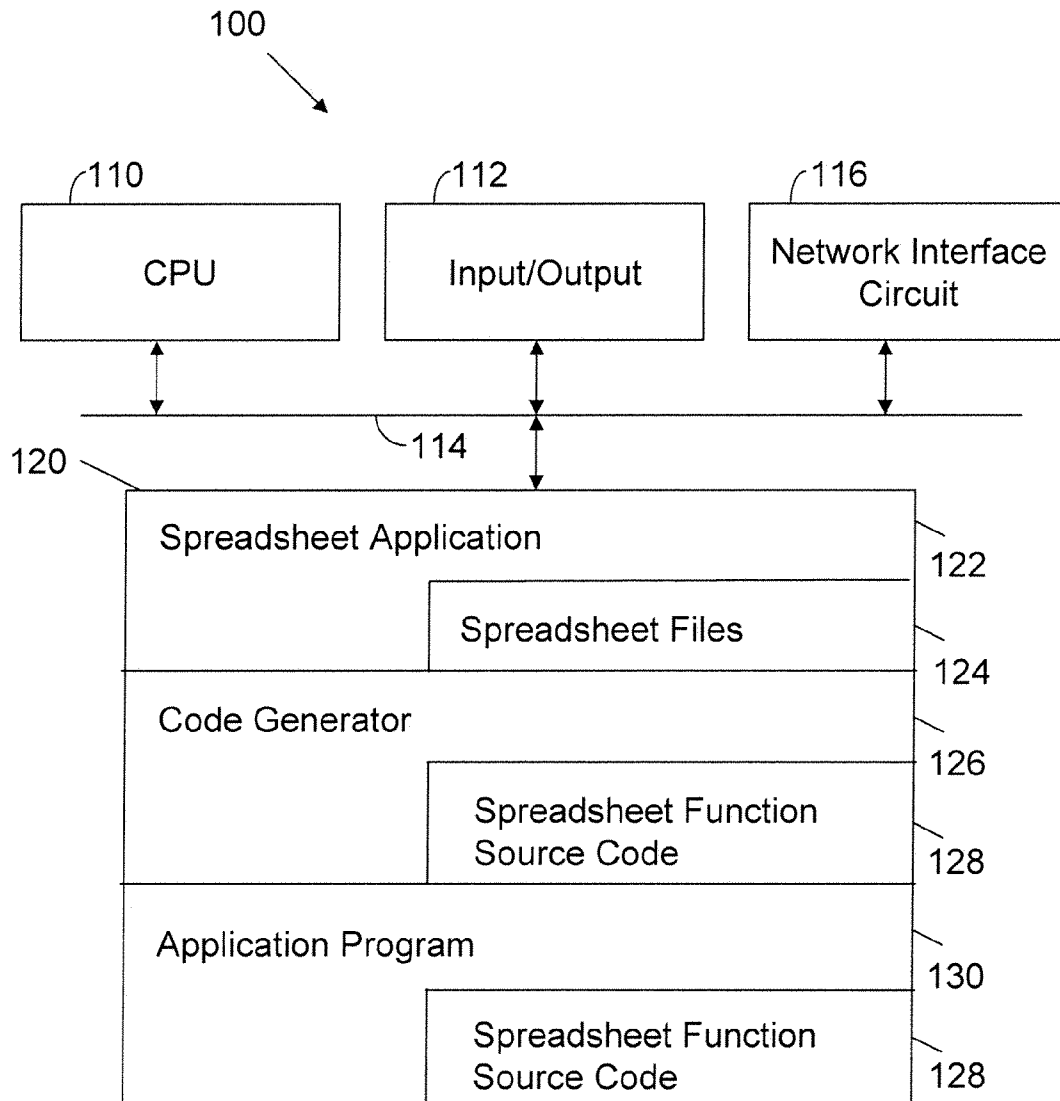 100
110
112
116
CPU
Input/Output
Network Interface
Circuit
114
120
Spreadsheet Application
122
Spreadsheet Files
124
Code Generator
126
Spreadsheet Function
Source Code
128
Application Program
130
Spreadsheet Function
Source Code
128